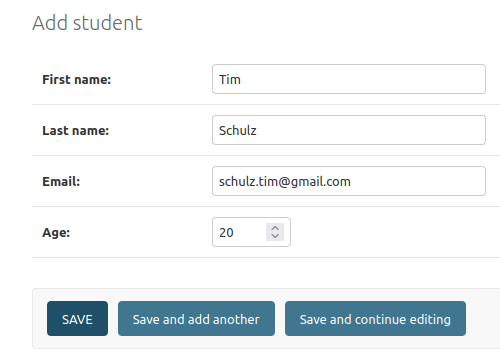 Add student
First name: Tim
Last name: Schulz
Email: schulz.tim@gmail.com
Age: 20
SAVE Save and add another Save and continue editing